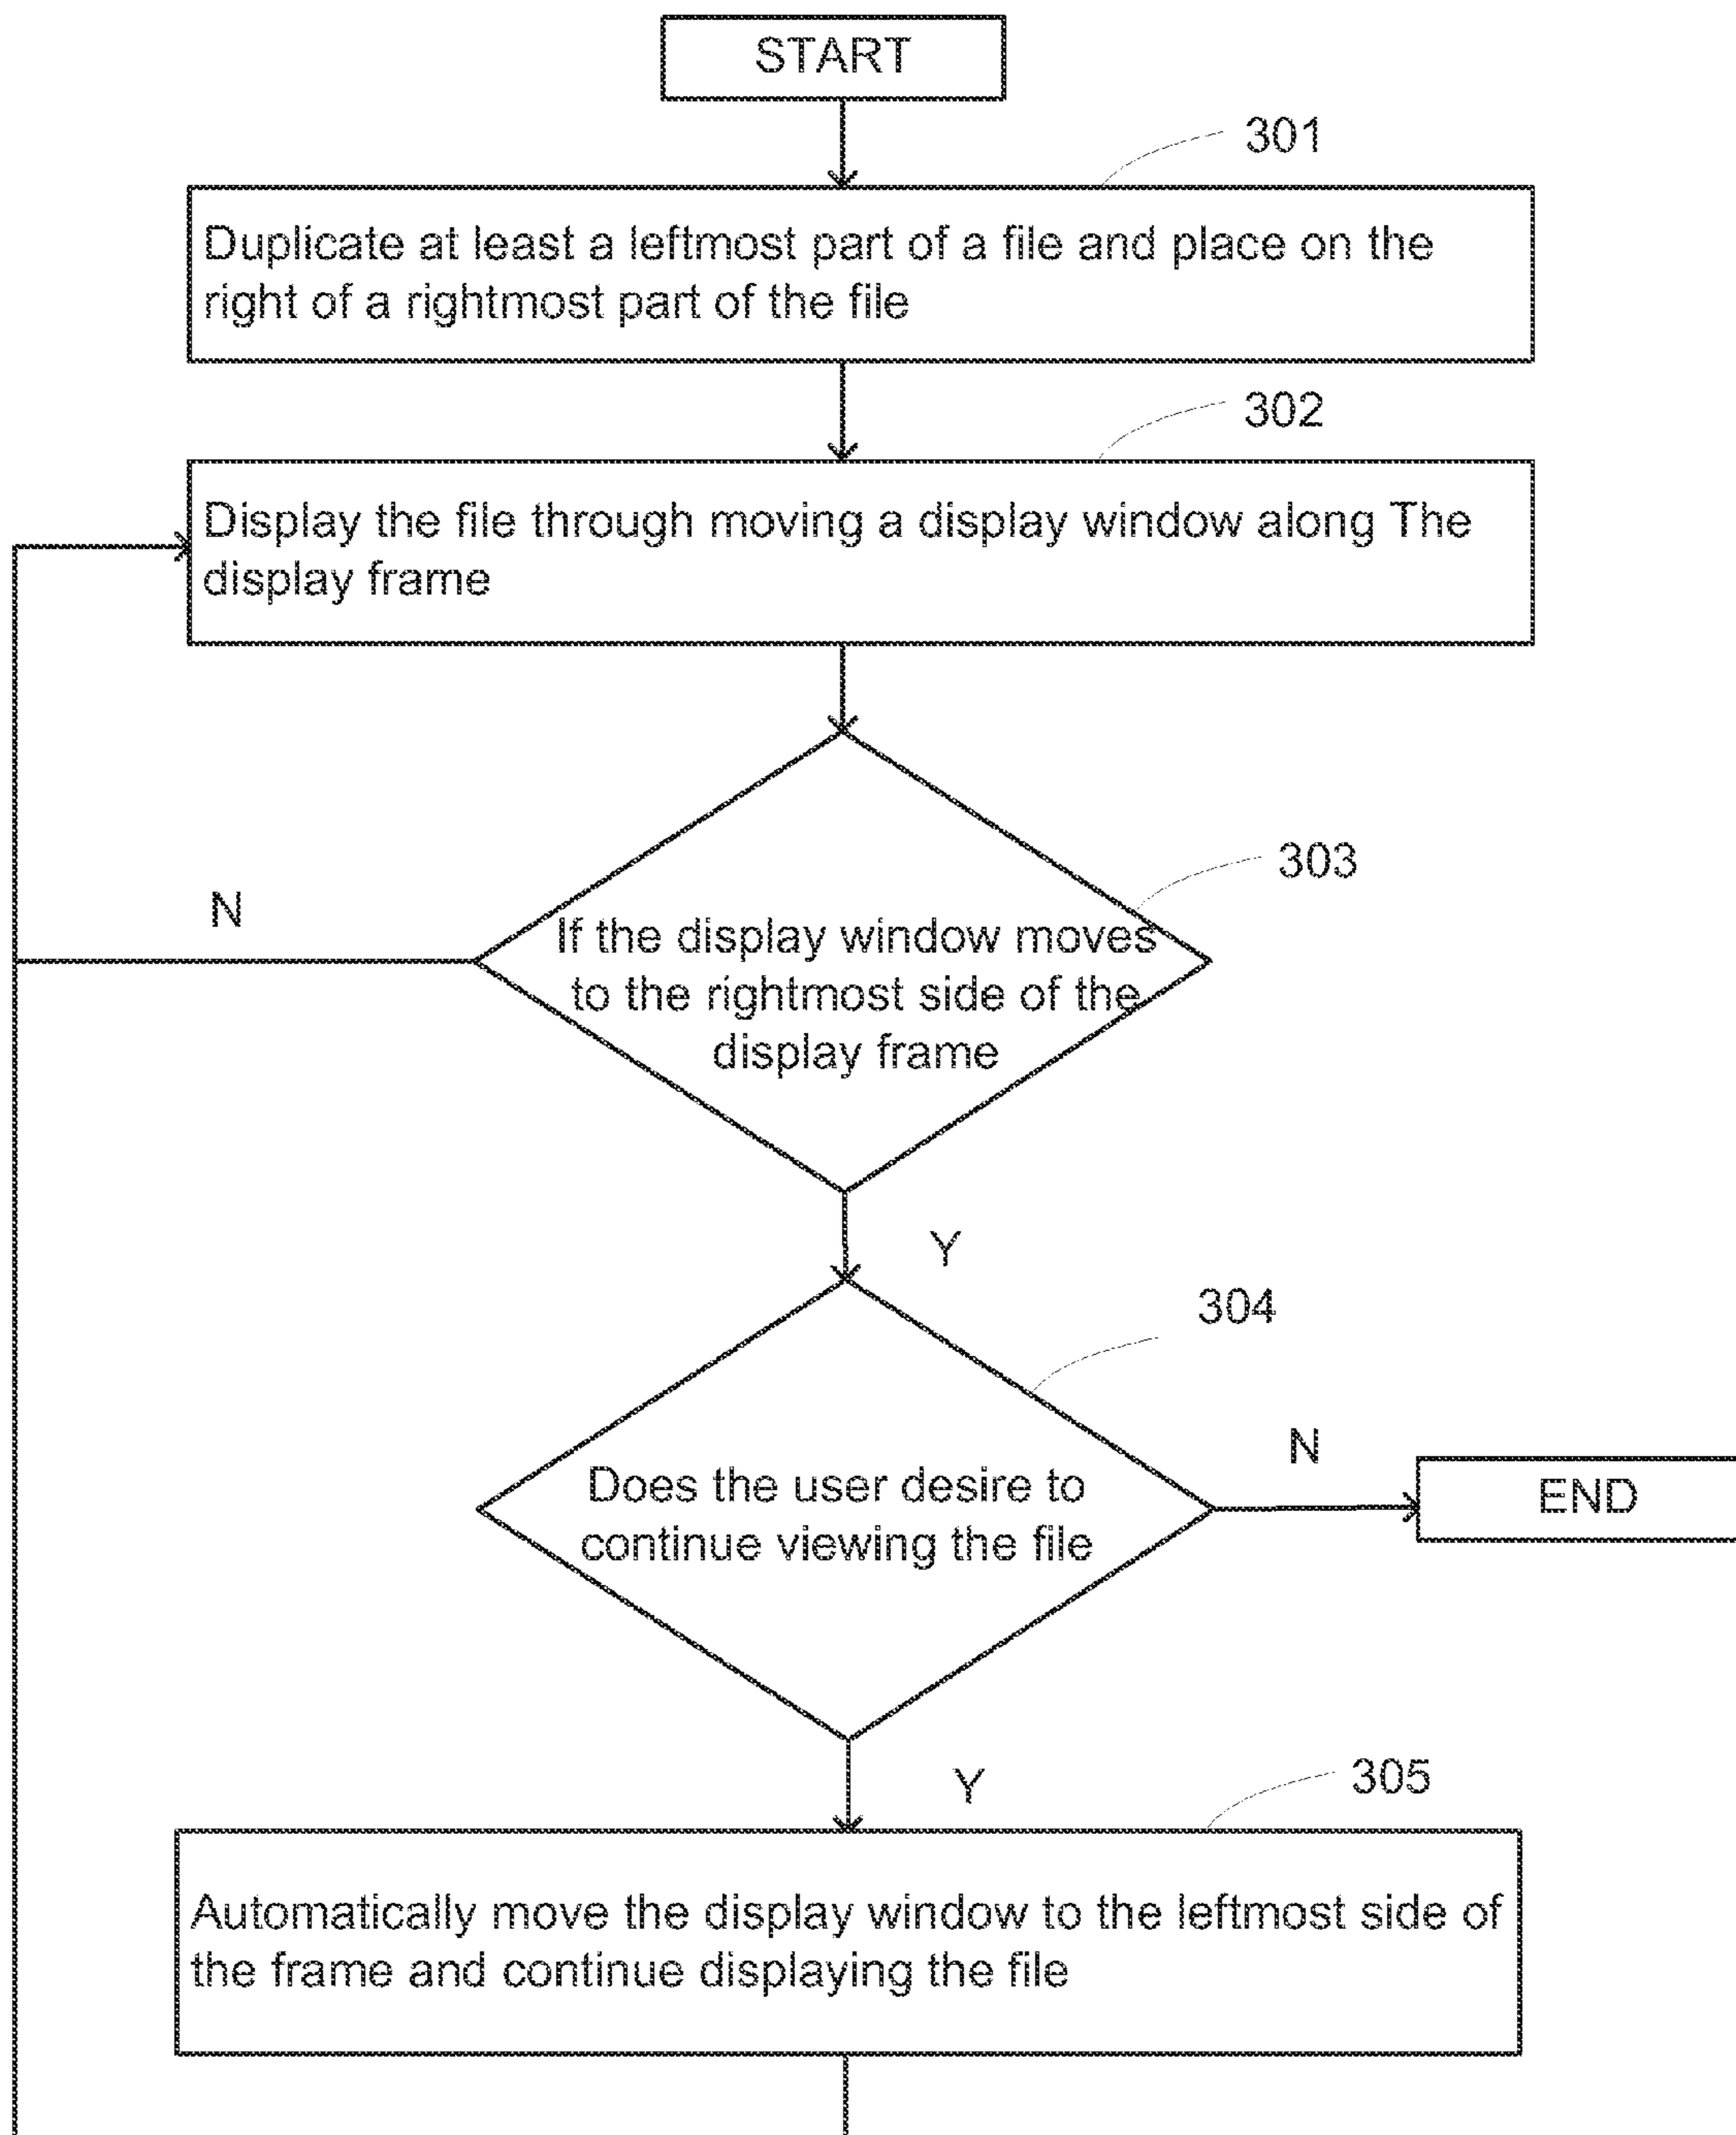 START
301
Duplicate at least a leftmost part of a file and place on the
right of a rightmost part of the file
302
Display the file through moving a display window along The
display frame
303
N
If the display window moves
to the rightmost side of the
display frame
Y
304
N
Does the user desire to
continue viewing the file
END
Y
305
Automatically move the display window to the leftmost side of
the frame and continue displaying the file